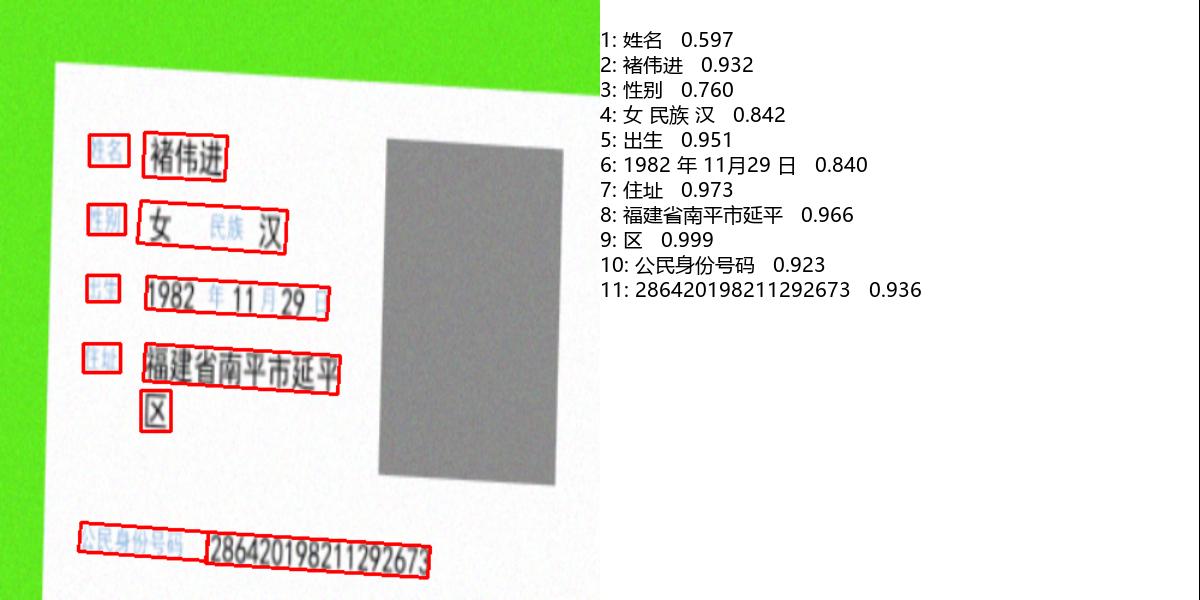 姓名 褚伟进
性别 女 民族 汉
出生 1982 年 11 月 29 日
住址 福建省南平市延平
区
公民身份号码 286420198211292673
1: 姓名 0.597
2: 褚伟进 0.932
3: 性别 0.760
4: 女 民族 汉 0.842
5: 出生 0.951
6: 1982 年 11月29 日 0.840
7: 住址 0.973
8: 福建省南平市延平 0.966
9: 区 0.999
10: 公民身份号码 0.923
11: 286420198211292673 0.936